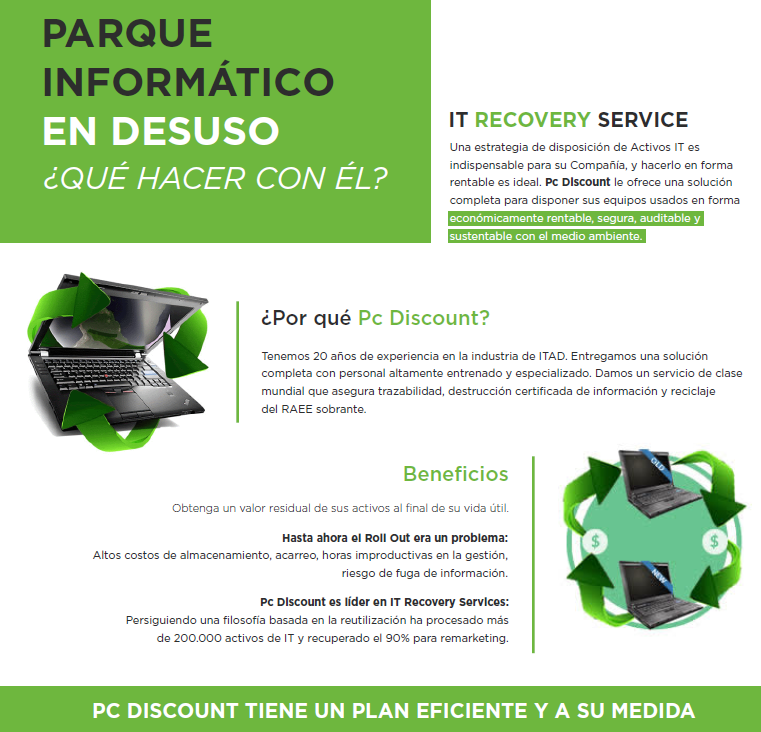 PARQUE
INFORMÁTICO
EN DESUSO
¿QUÉ HACER CON ÉL?
IT RECOVERY SERVICE
Una estrategia de disposición de Activos IT es
indispensable para su Compañía, y hacerlo en forma
rentable es ideal. Pc Discount le ofrece una solución
completa para disponer sus equipos usados en forma
económicamente rentable, segura, auditable y
sustentable con el medio ambiente.
¿Por qué Pc Discount?
Tenemos 20 años de experiencia en la industria de ITAD. Entregamos una solución
completa con personal altamente entrenado y especializado. Damos un servicio de clase
mundial que asegura trazabilidad, destrucción certificada de información y reciclaje
del RAEE sobrante.
Beneficios
Obtenga un valor residual de sus activos al final de su vida útil.
Hasta ahora el Roll Out era un problema:
Altos costos de almacenamiento, acarreo, horas improductivas en la gestión,
riesgo de fuga de información.
Pc Discount es líder en IT Recovery Services:
Persiguiendo una filosofía basada en la reutilización ha procesado más
de 200.000 activos de IT y recuperado el 90% para remarketing.
OLD
$ $
NEW
PC DISCOUNT TIENE UN PLAN EFICIENTE Y A SU MEDIDA